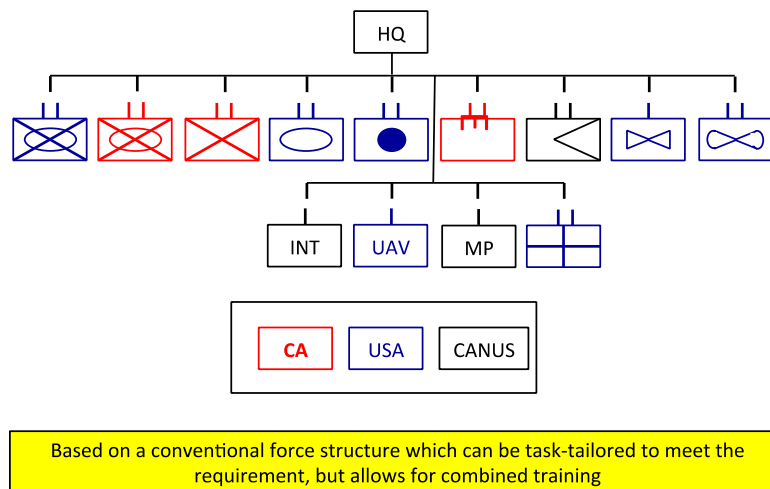 HQ
INT
UAV
MP
CA
USA
CANUS
Based on a conventional force structure which can be task-tailored to meet the
requirement, but allows for combined training